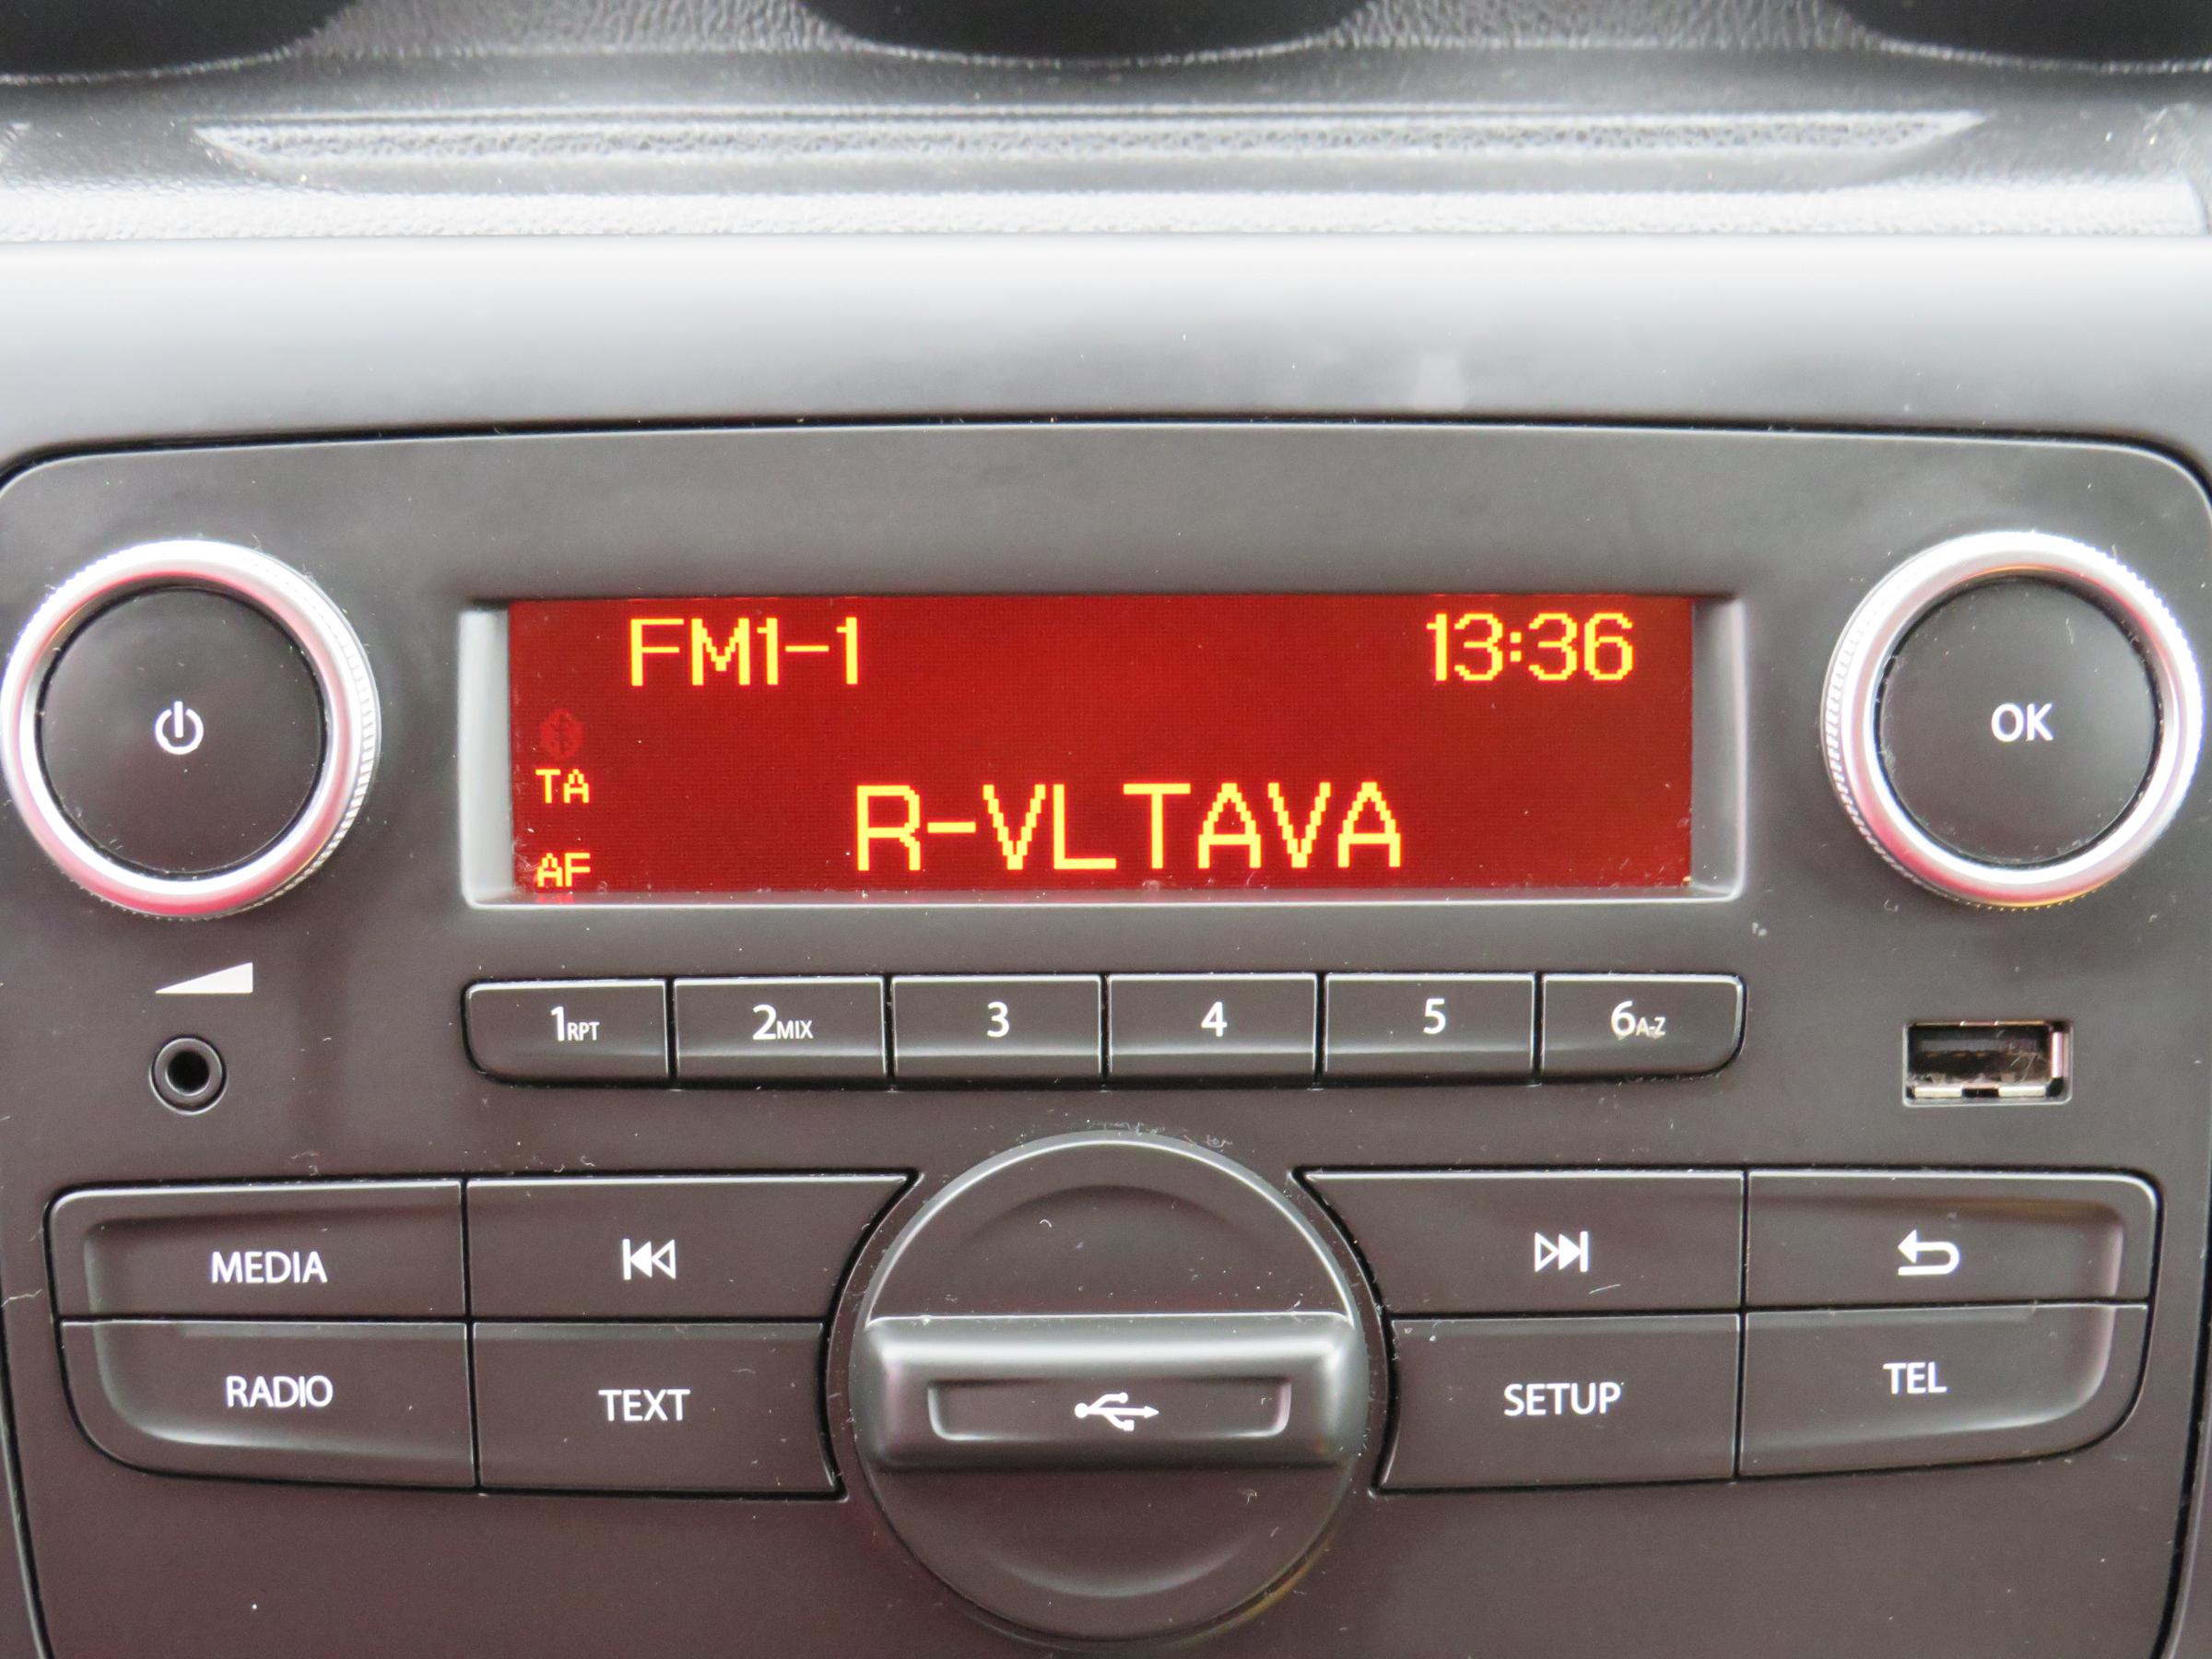 FM1-1 13:36
TA
R-VLTAVA
AF
OK
1RPT 2MIX 3 4 5 6A-Z
MEDIA
RADIO TEXT SETUP TEL